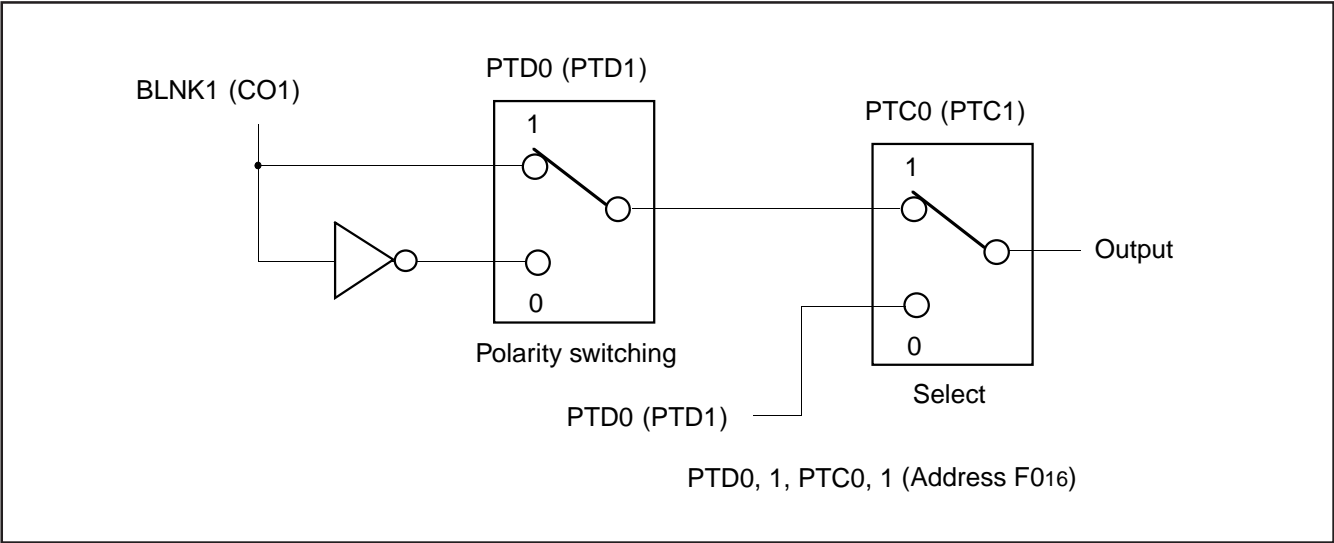 PTD0 (PTD1)
BLNK1 (CO1)
PTC0 (PTC1)
1
1
Output
0
0
Polarity switching
Select
PTD0 (PTD1)
PTD0, 1, PTC0, 1 (Address F016)